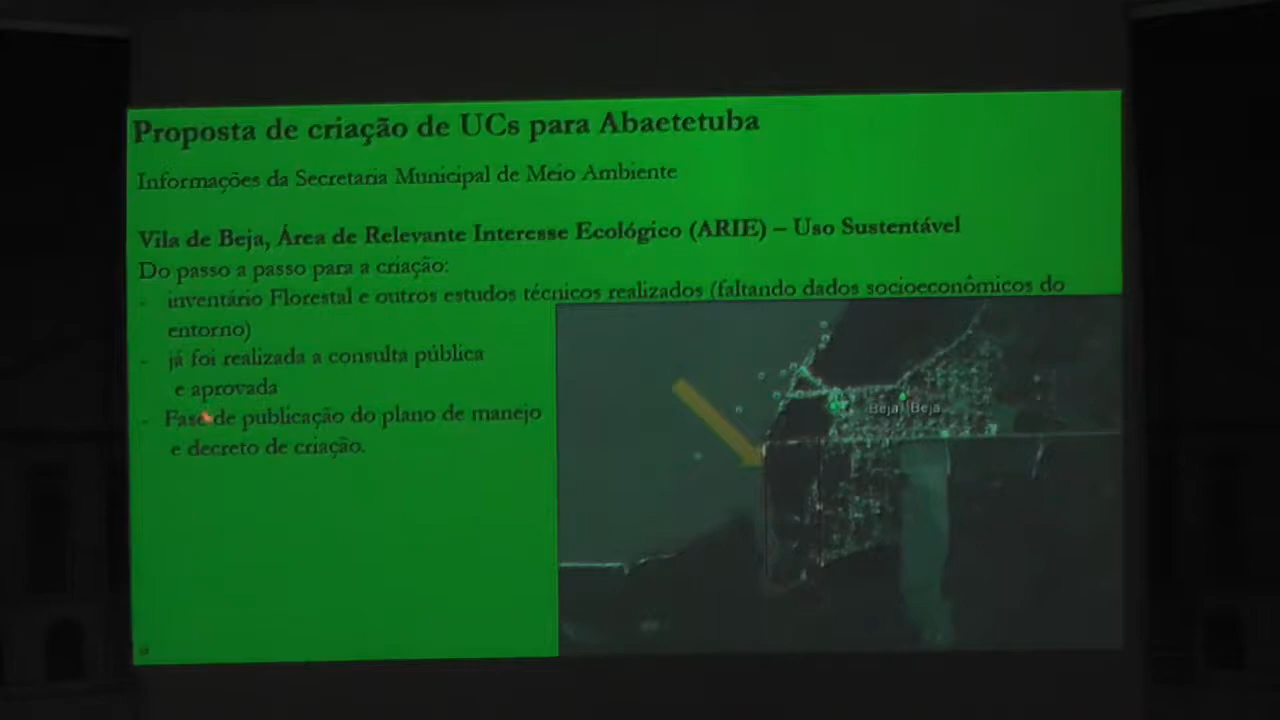 Proposta de criação de UCs para Abaetetuba
Informações da Secretaria Municipal de Meio Ambiente
Vila de Beja, Área de Relevante Interesse Ecológico (ARIE) – Uso Sustentável
Do passo a passo para a criação:
- inventário Florestal e outros estudos técnicos realizados (faltando dados socioeconômicos do
entorno)
- já foi realizada a consulta pública
e aprovada
- Fase de publicação do plano de manejo
e decreto de criação.
Beja Beja